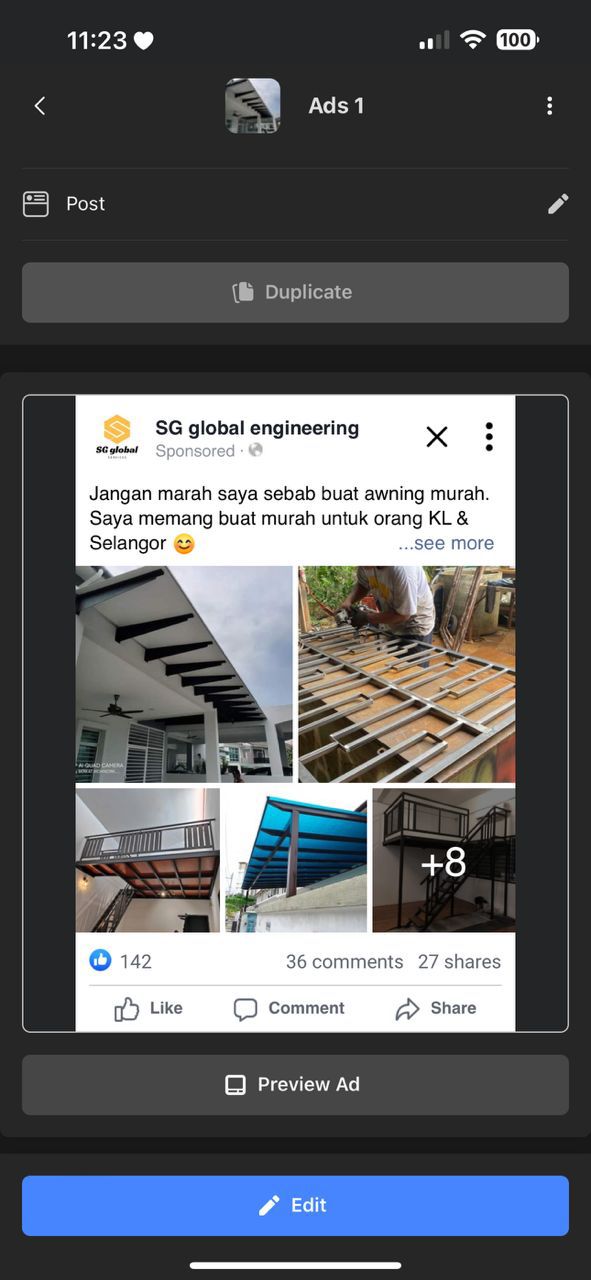 11:23
100
Ads 1
Post
Duplicate
SG global
SG global engineering
Sponsored ·
Jangan marah saya sebab buat awning murah.
Saya memang buat murah untuk orang KL &
Selangor 😊 ...see more
AI QUAD CAMERA
+8
142 36 comments 27 shares
Like Comment Share
Preview Ad
Edit